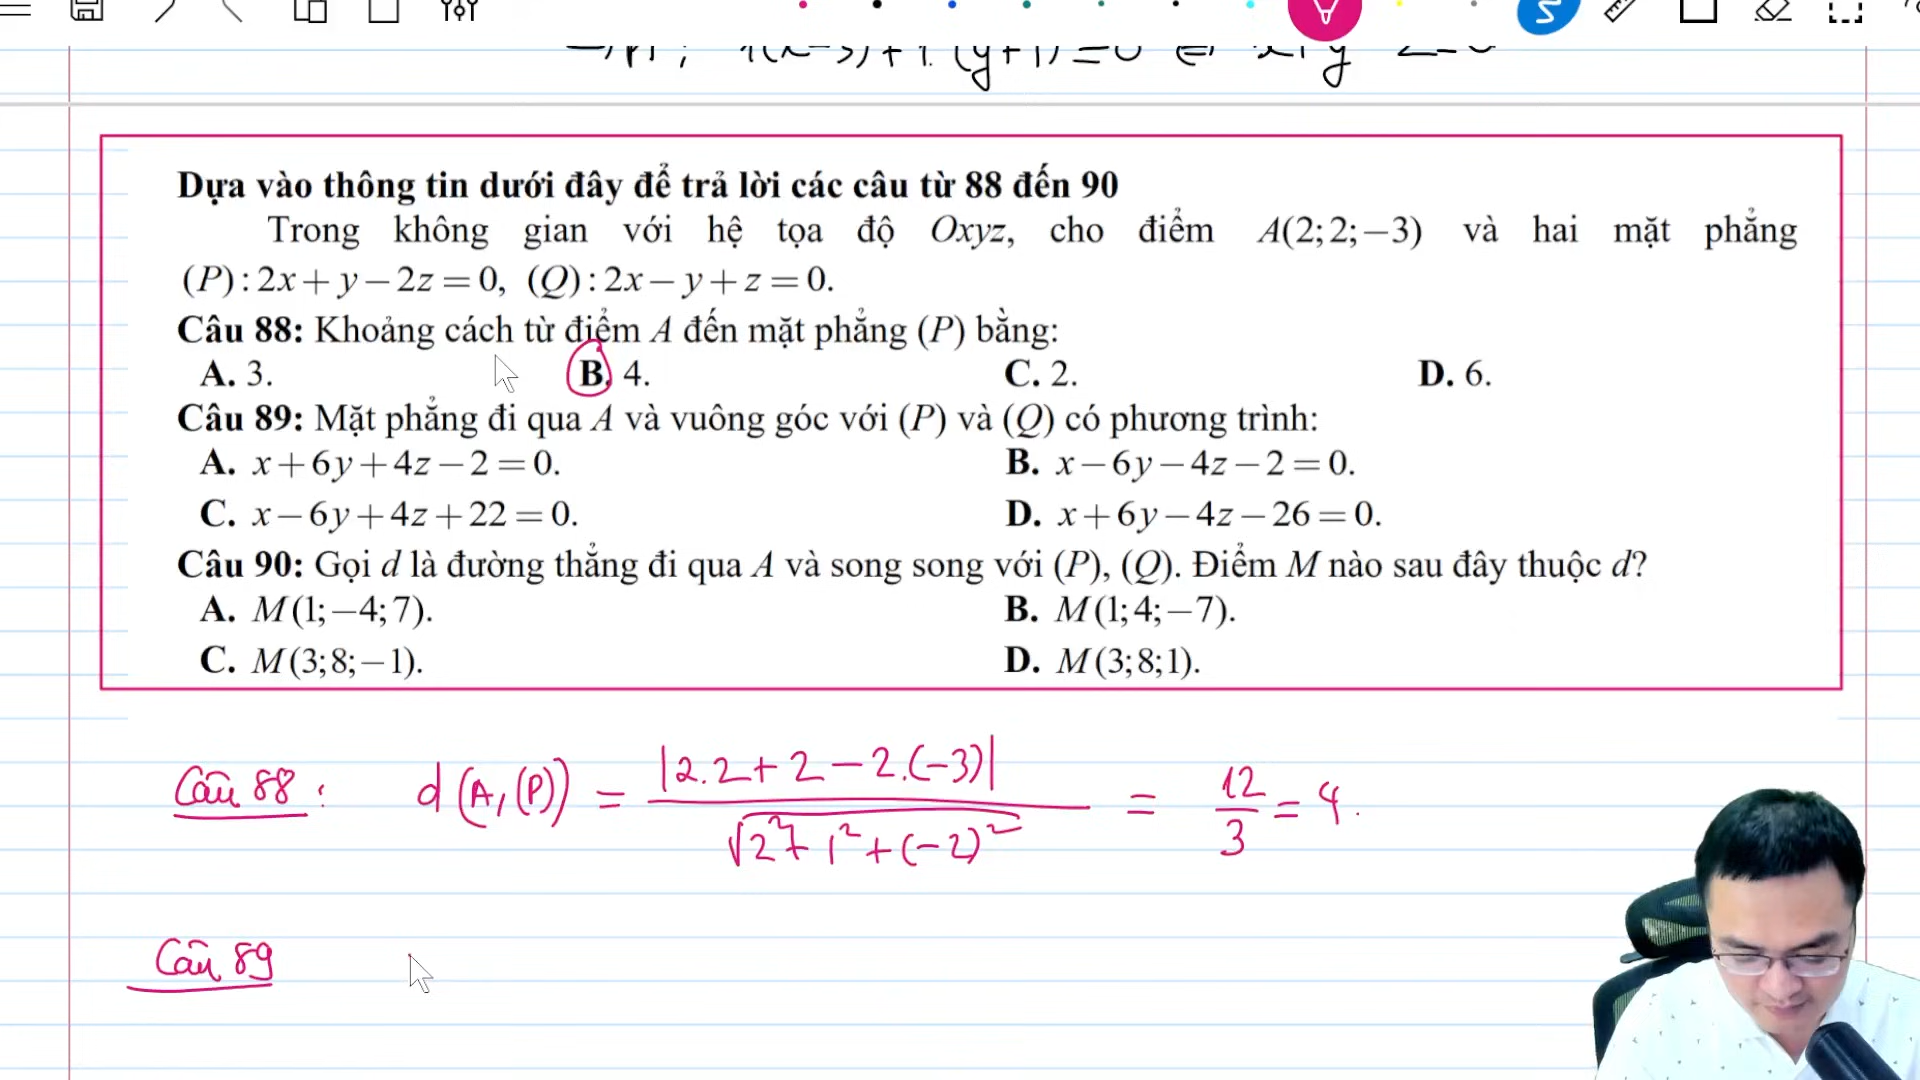 Dựa vào thông tin dưới đây để trả lời các câu từ 88 đến 90
Trong không gian với hệ tọa độ Oxyz, cho điểm A(2;2;−3) và hai mặt phẳng
(P):2x+y−2z=0, (Q):2x−y+z=0.
Câu 88: Khoảng cách từ điểm A đến mặt phẳng (P) bằng:
A. 3. B. 4. C. 2. D. 6.
Câu 89: Mặt phẳng đi qua A và vuông góc với (P) và (Q) có phương trình:
A. x+6y+4z−2=0. B. x−6y−4z−2=0.
C. x−6y+4z+22=0. D. x+6y−4z−26=0.
Câu 90: Gọi d là đường thẳng đi qua A và song song với (P), (Q). Điểm M nào sau đây thuộc d?
A. M(1;−4;7). B. M(1;4;−7).
C. M(3;8;−1). D. M(3;8;1).
Câu 88: d(A,(P)) = |2.2+2−2.(−3)| / √2²+1²+(−2)² = 12/3 = 4.
Câu 89